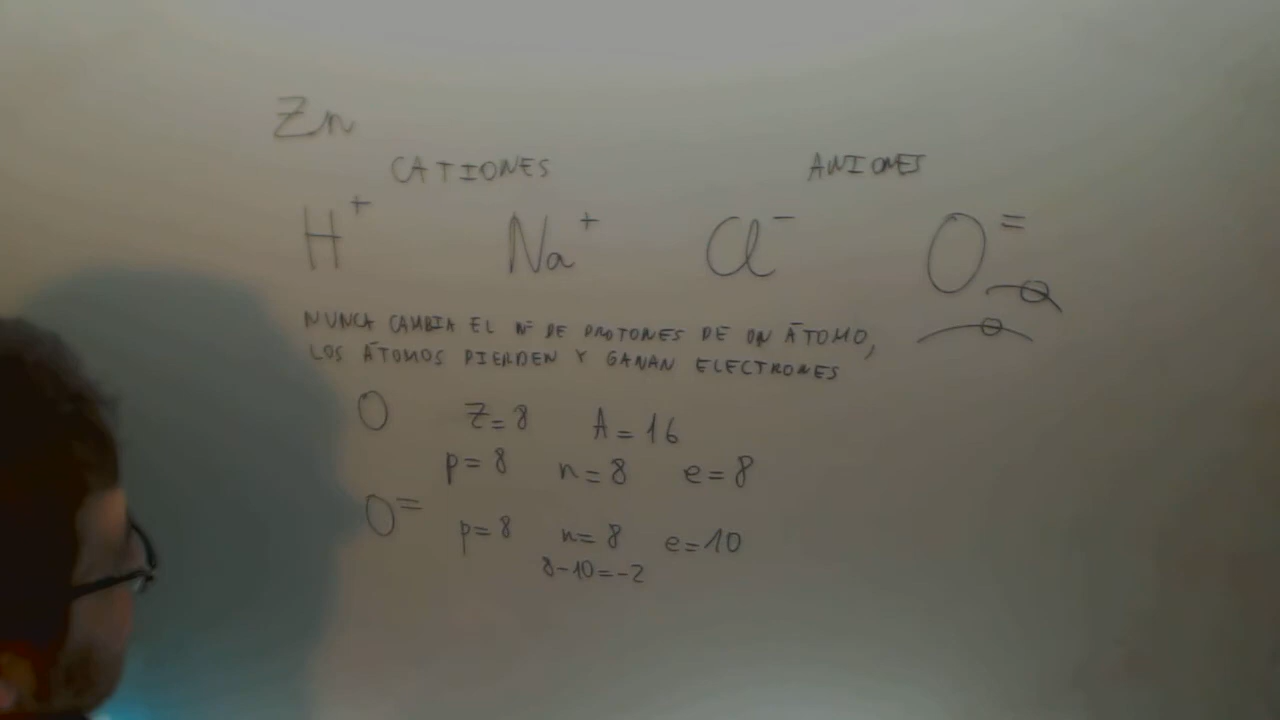 Zn
CATIONES ANIONES
H⁺ Na⁺ Cl⁻ O⁼
NUNCA CAMBIA EL Nº DE PROTONES DE UN ÁTOMO,
LOS ÁTOMOS PIERDEN Y GANAN ELECTRONES
O Z=8 A=16
p=8 n=8 e=8
O⁼ p=8 n=8 e=10
8-10=-2